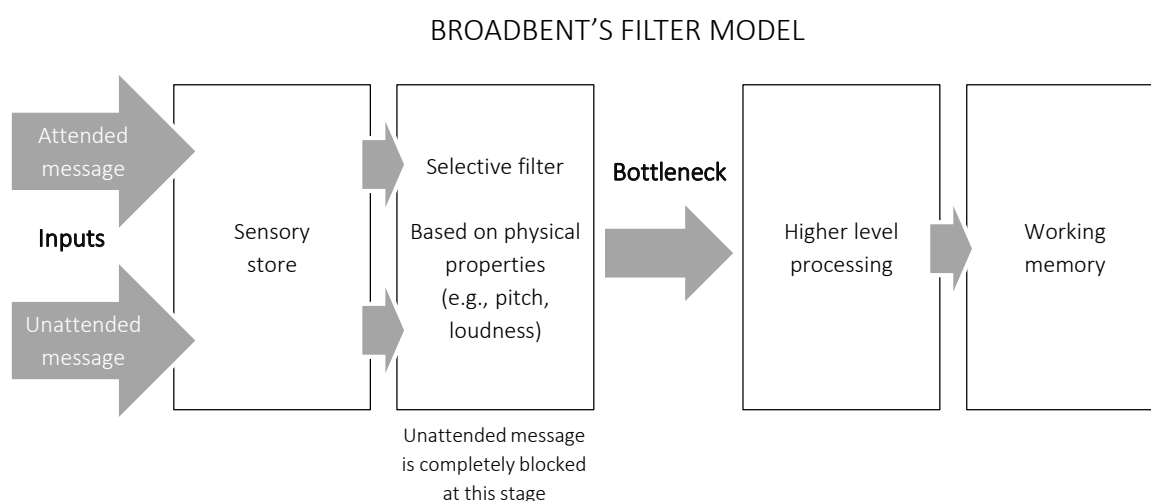 BROADBENT’S FILTER MODEL
Attended
message
Inputs
Unattended
message
Sensory
store
Selective filter
Based on physical
properties
(e.g., pitch,
loudness)
Unattended message
is completely blocked
at this stage
Bottleneck
Higher level
processing
Working
memory